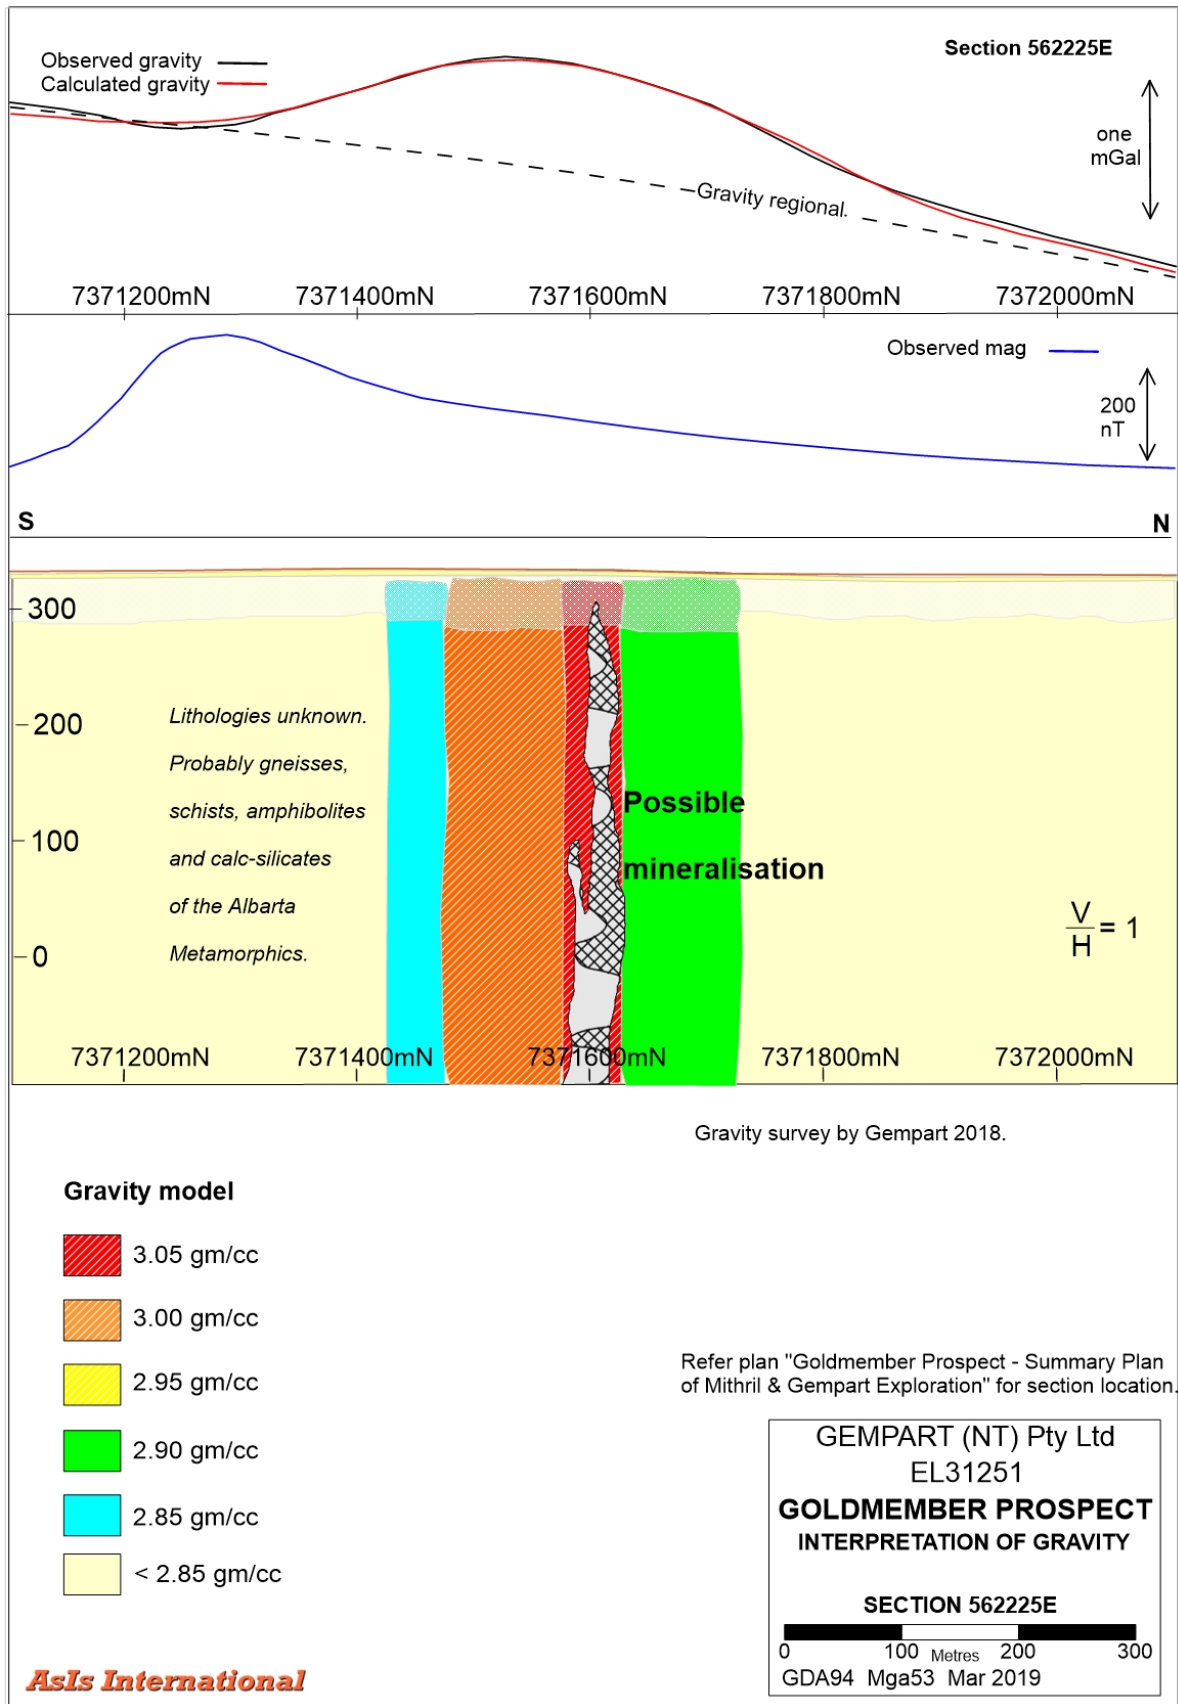 Section 562225E
Observed gravity
Calculated gravity
one
mGal
Gravity regional.
7371200mN 7371400mN 7371600mN 7371800mN 7372000mN
Observed mag
200
nT
S N
300
200
100
0
Lithologies unknown.
Probably gneisses,
schists, amphibolites
and calc-silicates
of the Albarta
Metamorphics.
Possible
mineralisation
V
H = 1
7371200mN 7371400mN 7371600mN 7371800mN 7372000mN
Gravity survey by Gempart 2018.
Gravity model
3.05 gm/cc
3.00 gm/cc
2.95 gm/cc
2.90 gm/cc
2.85 gm/cc
< 2.85 gm/cc
Refer plan "Goldmember Prospect - Summary Plan
of Mithril & Gempart Exploration" for section location.
GEMPART (NT) Pty Ltd
EL31251
GOLDMEMBER PROSPECT
INTERPRETATION OF GRAVITY
SECTION 562225E
0 100 Metres 200 300
GDA94 Mga53 Mar 2019
AsIs International